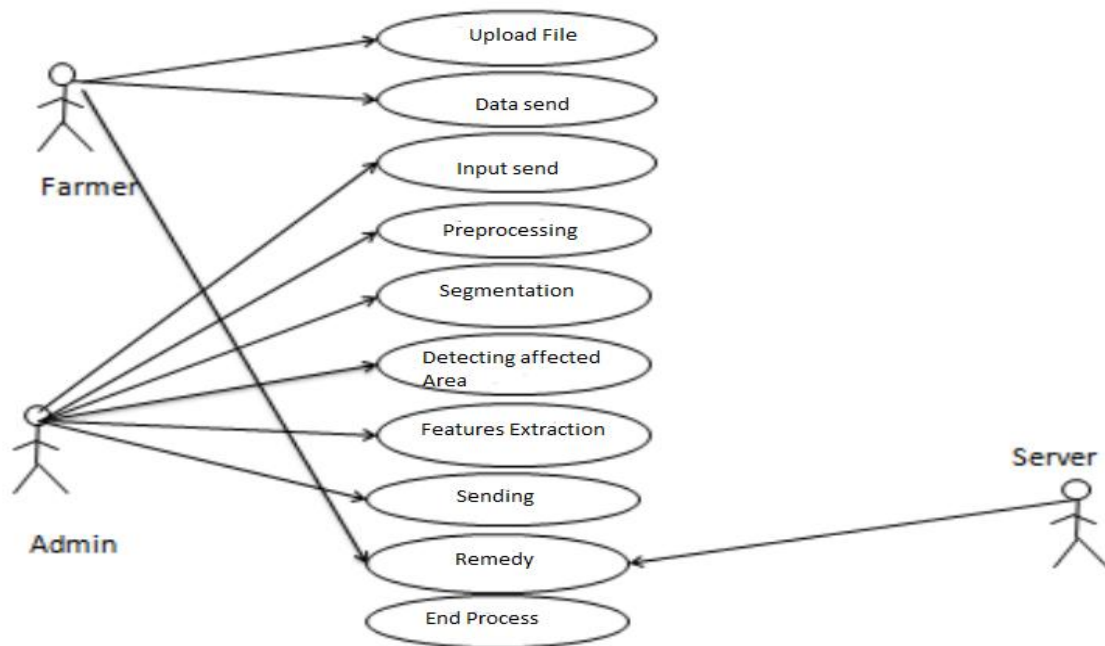 Upload File
Data send
Farmer
Input send
Preprocessing
Segmentation
Detecting affected
Area
Features Extraction
Server
Sending
Admin
Remedy
End Process